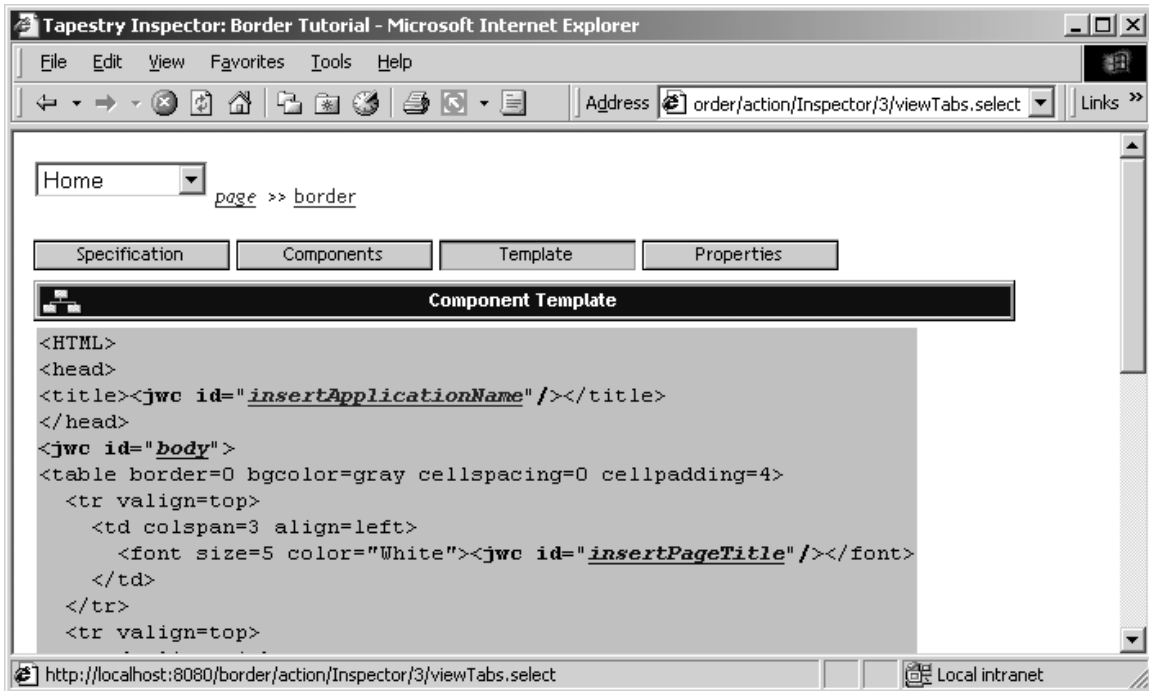 Tapestry Inspector: Border Tutorial - Microsoft Internet Explorer
File Edit View Favorites Tools Help
Address order/action/Inspector/3/viewTabs.select Links »
Home
page >> border
Specification Components Template Properties
Component Template
<HTML>
<head>
<title><jwc id="insertApplicationName"/></title>
</head>
<jwc id="body">
<table border=0 bgcolor=gray cellspacing=0 cellpadding=4>
<tr valign=top>
<td colspan=3 align=left>
<font size=5 color="White"><jwc id="insertPageTitle"/></font>
</td>
</tr>
<tr valign=top>
http://localhost:8080/border/action/Inspector/3/viewTabs.select Local intranet